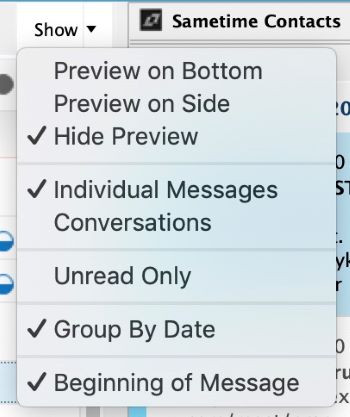 Show
Sametime Contacts
Preview on Bottom
Preview on Side
✓ Hide Preview
✓ Individual Messages
Conversations
Unread Only
✓ Group By Date
✓ Beginning of Message